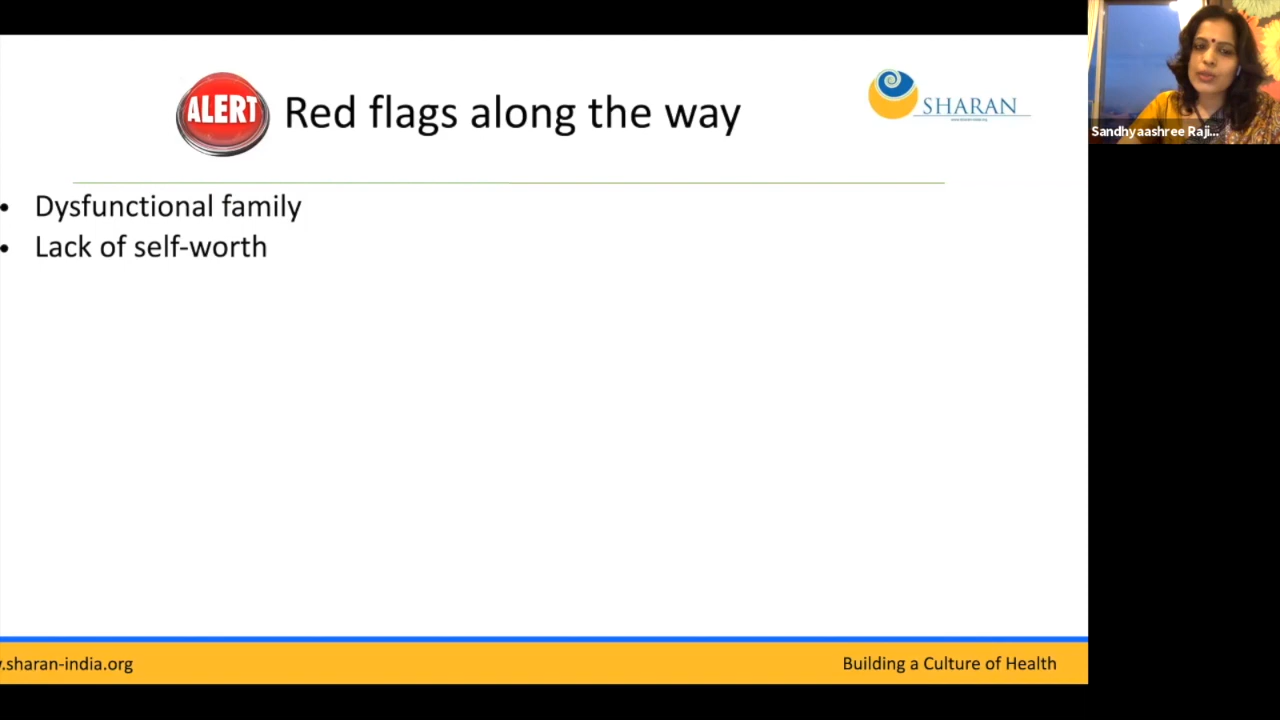 ALERT
Red flags along the way
SHARAN
Sandhyaashree Raji...
• Dysfunctional family
• Lack of self-worth
.sharan-india.org
Building a Culture of Health